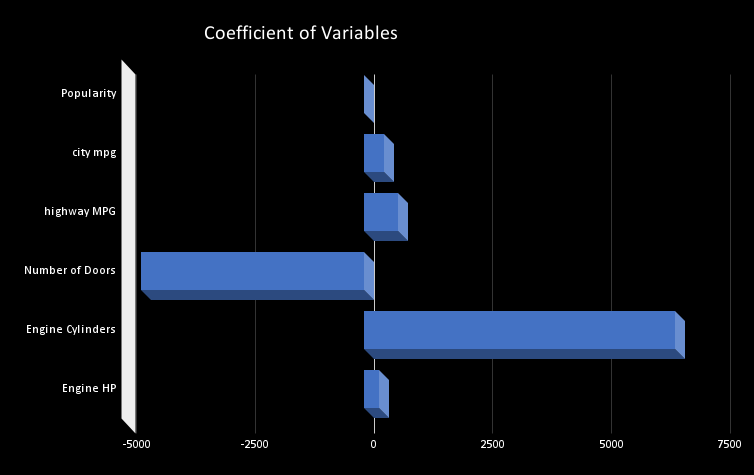 Coefficient of Variables
Popularity
city mpg
highway MPG
Number of Doors
Engine Cylinders
Engine HP
-5000 -2500 0 2500 5000 7500